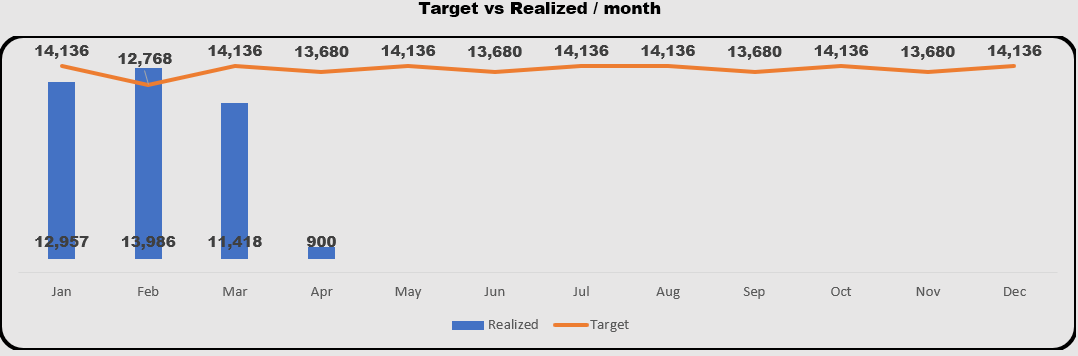 Target vs Realized / month
14,136 12,768 14,136 13,680 14,136 13,680 14,136 14,136 13,680 14,136 13,680 14,136
12,957 13,986 11,418 900
Jan Feb Mar Apr May Jun Jul Aug Sep Oct Nov Dec
Realized Target